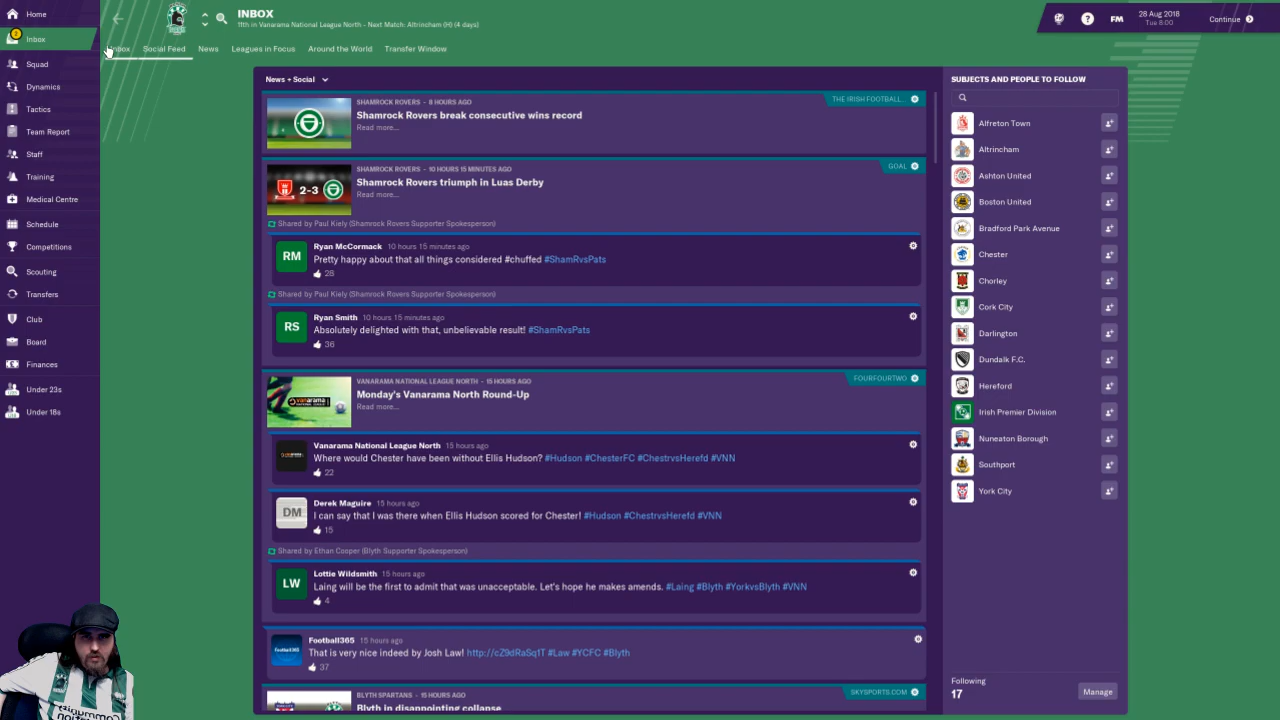 Home
Inbox
Squad
Dynamics
Tactics
Team Report
Staff
Training
Medical Centre
Schedule
Competitions
Scouting
Transfers
Club
Board
Finances
Under 23s
Under 18s
INBOX
11th in Vanarama National League North - Next Match: Altrincham (H) (4 days)
FM
28 Aug 2018
Tue 8:00
Continue
Inbox Social Feed News Leagues in Focus Around the World Transfer Window
News + Social
SHAMROCK ROVERS - 8 HOURS AGO
THE IRISH FOOTBALL...
Shamrock Rovers break consecutive wins record
Read more...
SHAMROCK ROVERS - 10 HOURS 15 MINUTES AGO
GOAL
2-3
Shamrock Rovers triumph in Luas Derby
Read more...
Shared by Paul Kiely (Shamrock Rovers Supporter Spokesperson)
RM
Ryan McCormack 10 hours 15 minutes ago
Pretty happy about that all things considered #chuffed #ShamRvsPats
28
Shared by Paul Kiely (Shamrock Rovers Supporter Spokesperson)
RS
Ryan Smith 10 hours 15 minutes ago
Absolutely delighted with that, unbelievable result! #ShamRvsPats
36
VANARAMA NATIONAL LEAGUE NORTH - 15 HOURS AGO
FOURFOURTWO
Monday's Vanarama North Round-Up
Read more...
Vanarama National League North 15 hours ago
Where would Chester have been without Ellis Hudson? #Hudson #ChesterFC #ChestrvsHerefd #VNN
22
DM
Derek Maguire 15 hours ago
I can say that I was there when Ellis Hudson scored for Chester! #Hudson #ChestrvsHerefd #VNN
15
Shared by Ethan Cooper (Blyth Supporter Spokesperson)
LW
Lottie Wildsmith 15 hours ago
Laing will be the first to admit that was unacceptable. Let's hope he makes amends. #Laing #Blyth #YorkvsBlyth #VNN
4
Football365
Football365 15 hours ago
That is very nice indeed by Josh Law! http://cZ9dRaSq1T #Law #YCFC #Blyth
37
BLYTH SPARTANS - 15 HOURS AGO
SKYSPORTS.COM
Blyth in disappointing collapse
SUBJECTS AND PEOPLE TO FOLLOW
Alfreton Town
Altrincham
Ashton United
Boston United
Bradford Park Avenue
Chester
Chorley
Cork City
Darlington
Dundalk F.C.
Hereford
Irish Premier Division
Nuneaton Borough
Southport
York City
Following
17
Manage